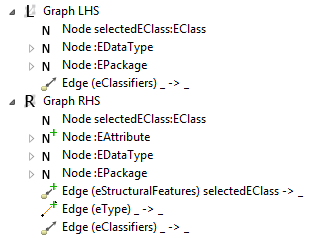 L Graph LHS
N Node selectedEClass:EClass
N Node :EDataType
N Node :EPackage
Edge (eClassifiers) _ -> _
R Graph RHS
N Node selectedEClass:EClass
N Node :EAttribute
N Node :EDataType
N Node :EPackage
Edge (eStructuralFeatures) selectedEClass -> _
Edge (eType) _ -> _
Edge (eClassifiers) _ -> _